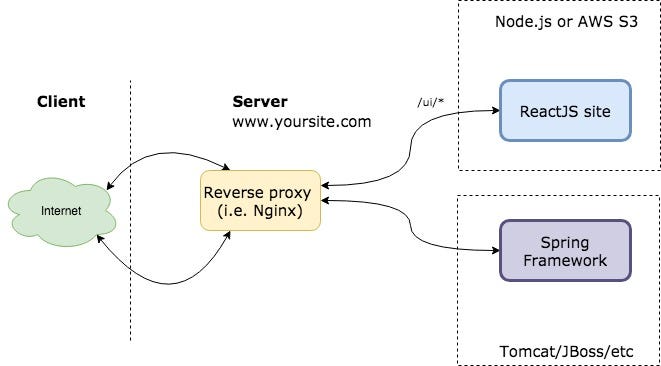 Node.js or AWS S3
Client
Server
www.yoursite.com
/ui/*
ReactJS site
Internet
Reverse proxy
(i.e. Nginx)
Spring
Framework
Tomcat/JBoss/etc